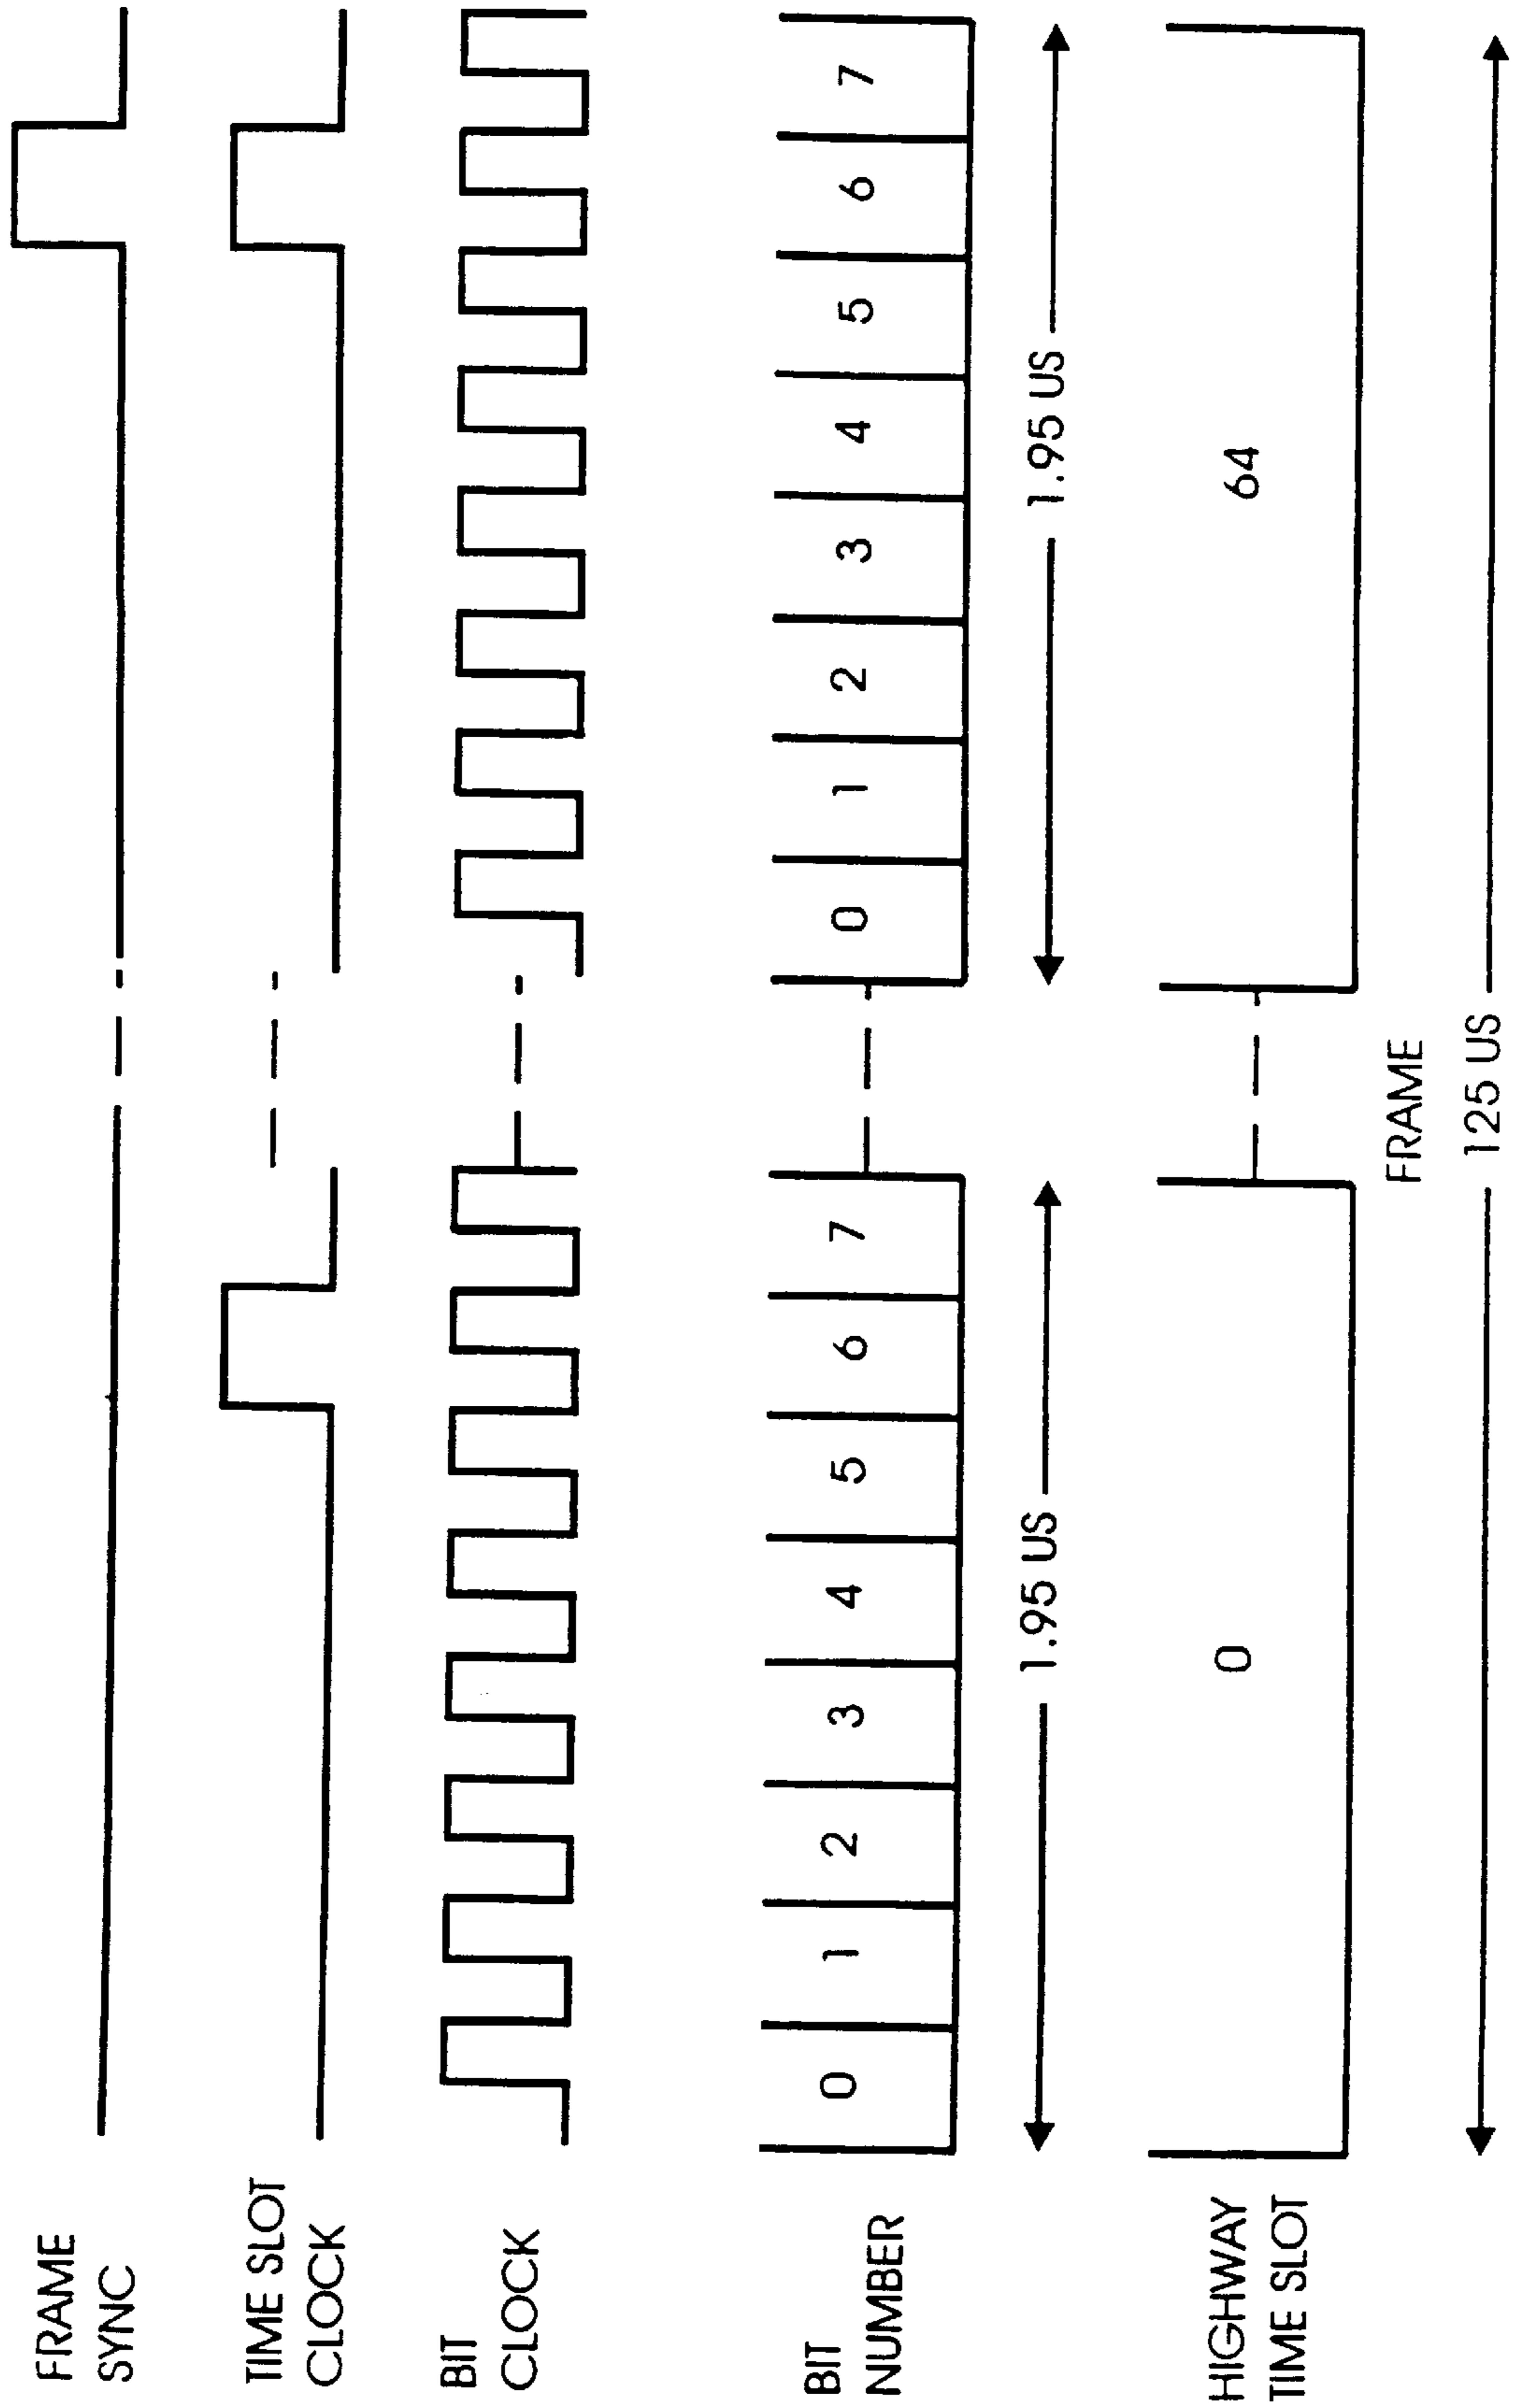 FRAME
SYNC
TIME SLOT
CLOCK
BIT
CLOCK
BIT
NUMBER
0 1 2 3 4 5 6 7
0 1 2 3 4 5 6 7
1.95 US
1.95 US
HIGHWAY
TIME SLOT
0
64
FRAME
125 US